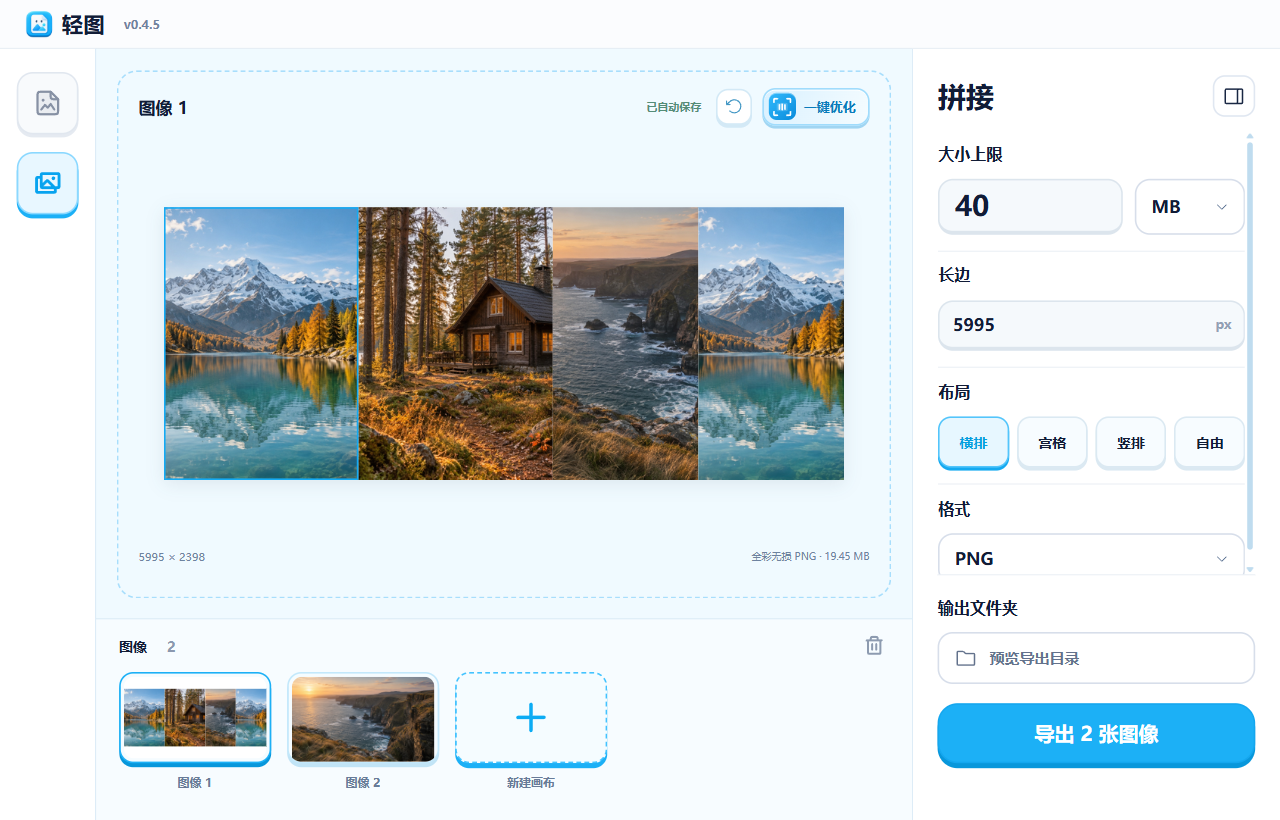 轻图 v0.4.5
图像 1
已自动保存
一键优化
5995 × 2398
全彩无损 PNG · 19.45 MB
图像 2
图像 1
图像 2
新建画布
拼接
大小上限
40
MB
长边
5995 px
布局
横排 宫格 竖排 自由
格式
PNG
输出文件夹
预览导出目录
导出 2 张图像